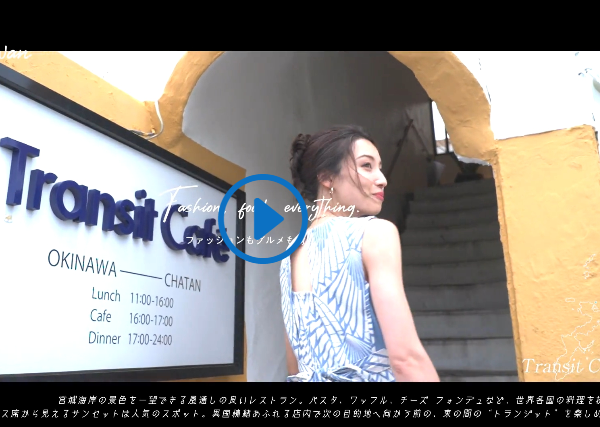 Jan
Transit Cafe
OKINAWA — CHATAN
Lunch 11:00-16:00
Cafe 16:00-17:00
Dinner 17:00-24:00
Fashion, food, everything.
ファッションもグルメも
Transit C
宮城海岸の景色を一望できる風通しの良いレストラン。パスタ、ワッフル、チーズ フォンデュなど、世界各国の料理を
ス席から見えるサンセットは人気のスポット。異国情緒あふれる店内で次の目的地へ向かう前の、束の間の“トランジット”を楽しめ